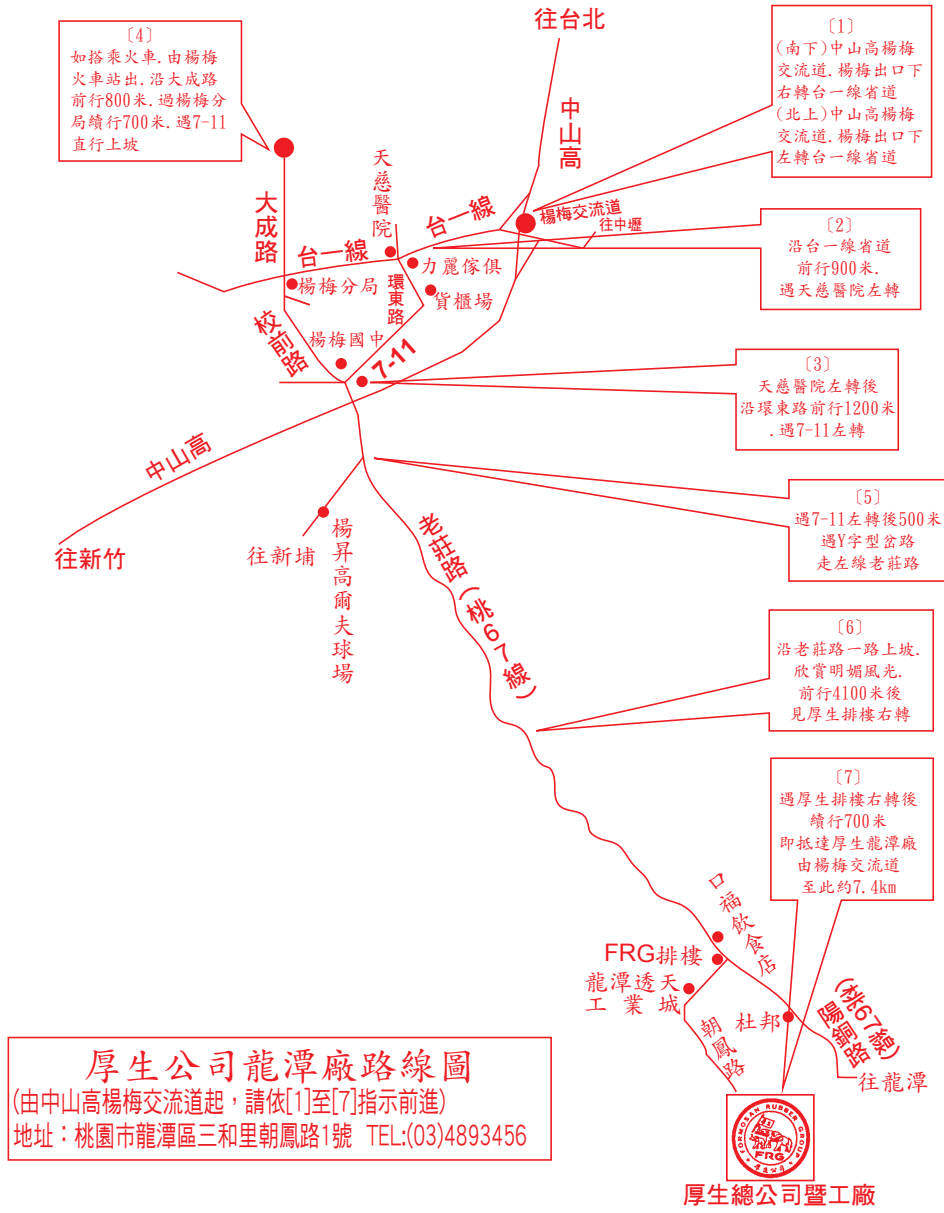 往台北
〔4〕
如搭乘火車.由楊梅
火車站出.沿大成路
前行800米.過楊梅分
局續行700米.遇7-11
直行上坡
〔1〕
(南下)中山高楊梅
交流道.楊梅出口下
右轉台一線省道
(北上)中山高楊梅
交流道.楊梅出口下
左轉台一線省道
中山高
天慈醫院
大成路
台一線
台一線
楊梅交流道
往中壢
〔2〕
沿台一線省道
前行900米.
遇天慈醫院左轉
力麗傢俱
楊梅分局
環東路
貨櫃場
校前路
楊梅國中
7-11
〔3〕
天慈醫院左轉後
沿環東路前行1200米
.遇7-11左轉
中山高
往新竹
〔5〕
遇7-11左轉後500米
遇Y字型岔路
走左線老莊路
往新埔
楊昇高爾夫球場
老莊路(桃67線)
〔6〕
沿老莊路一路上坡.
欣賞明媚風光.
前行4100米後
見厚生排樓右轉
〔7〕
遇厚生排樓右轉後
續行700米
即抵達厚生龍潭廠
由楊梅交流道
至此約7.4km
口福飲食店
FRG排樓
龍潭透天
工業城
朝鳳路
杜邦
(桃67線)
陽銅路
往龍潭
厚生公司龍潭廠路線圖
(由中山高楊梅交流道起，請依[1]至[7]指示前進)
地址：桃園市龍潭區三和里朝鳳路1號 TEL:(03)4893456
FORMOSAN RUBBER GROUP
FRG
厚生公司
厚生總公司暨工廠